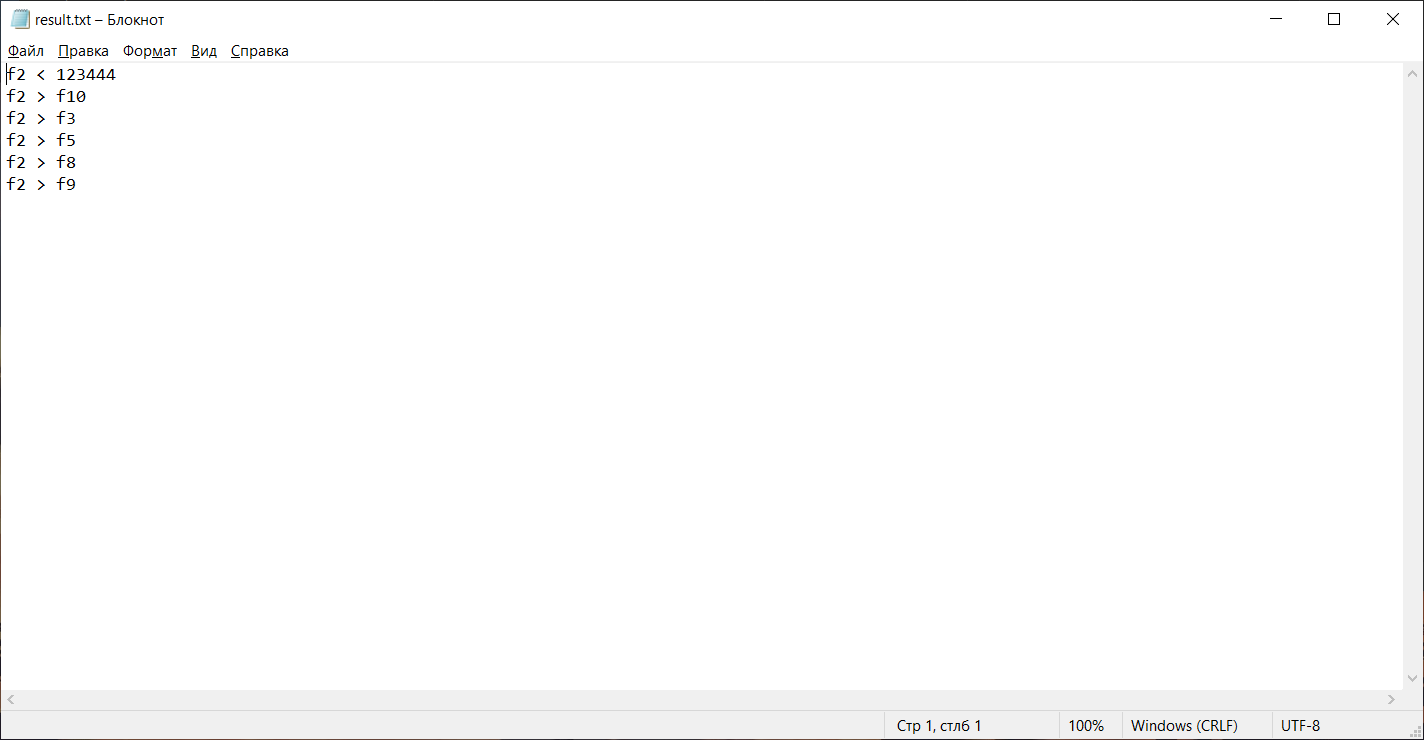 result.txt – Блокнот
Файл Правка Формат Вид Справка
f2 < 123444
f2 > f10
f2 > f3
f2 > f5
f2 > f8
f2 > f9
Стр 1, стлб 1 100% Windows (CRLF) UTF-8